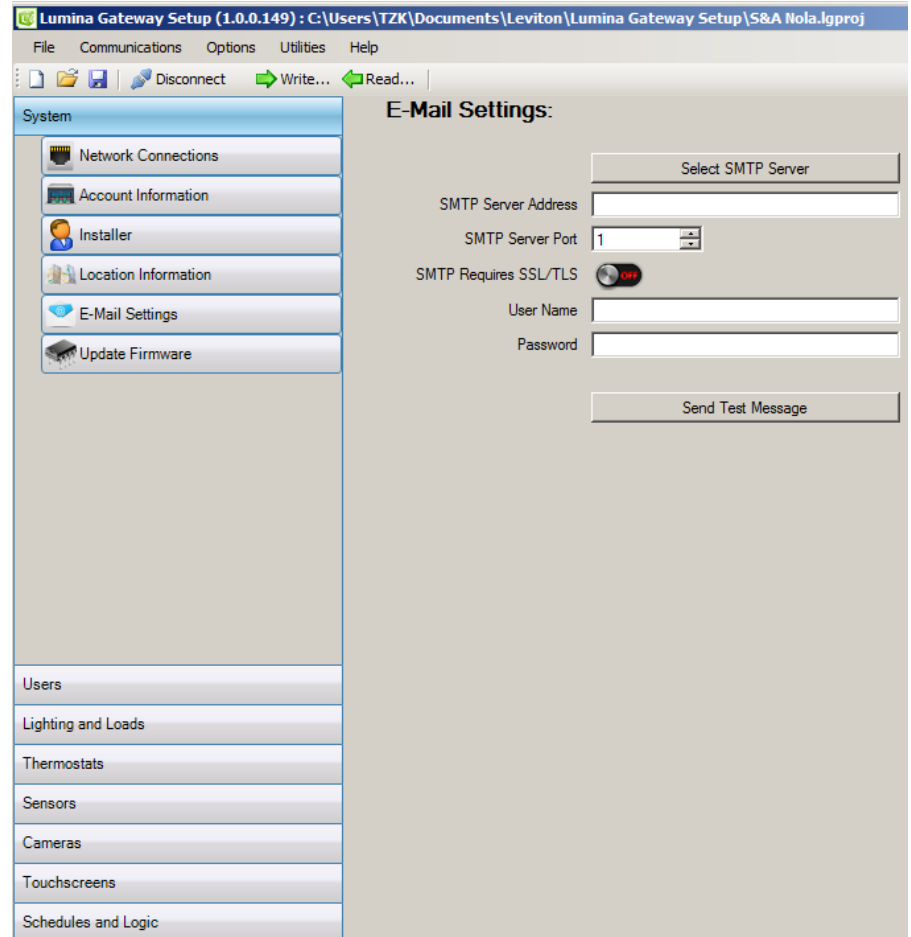 Lumina Gateway Setup (1.0.0.149) : C:\Users\TZK\Documents\Leviton\Lumina Gateway Setup\S&A Nola.lgproj
File Communications Options Utilities Help
Disconnect Write... Read...
System
Network Connections
Account Information
Installer
Location Information
E-Mail Settings
Update Firmware
Users
Lighting and Loads
Thermostats
Sensors
Cameras
Touchscreens
Schedules and Logic
E-Mail Settings:
Select SMTP Server
SMTP Server Address
SMTP Server Port 1
SMTP Requires SSL/TLS OFF
User Name
Password
Send Test Message